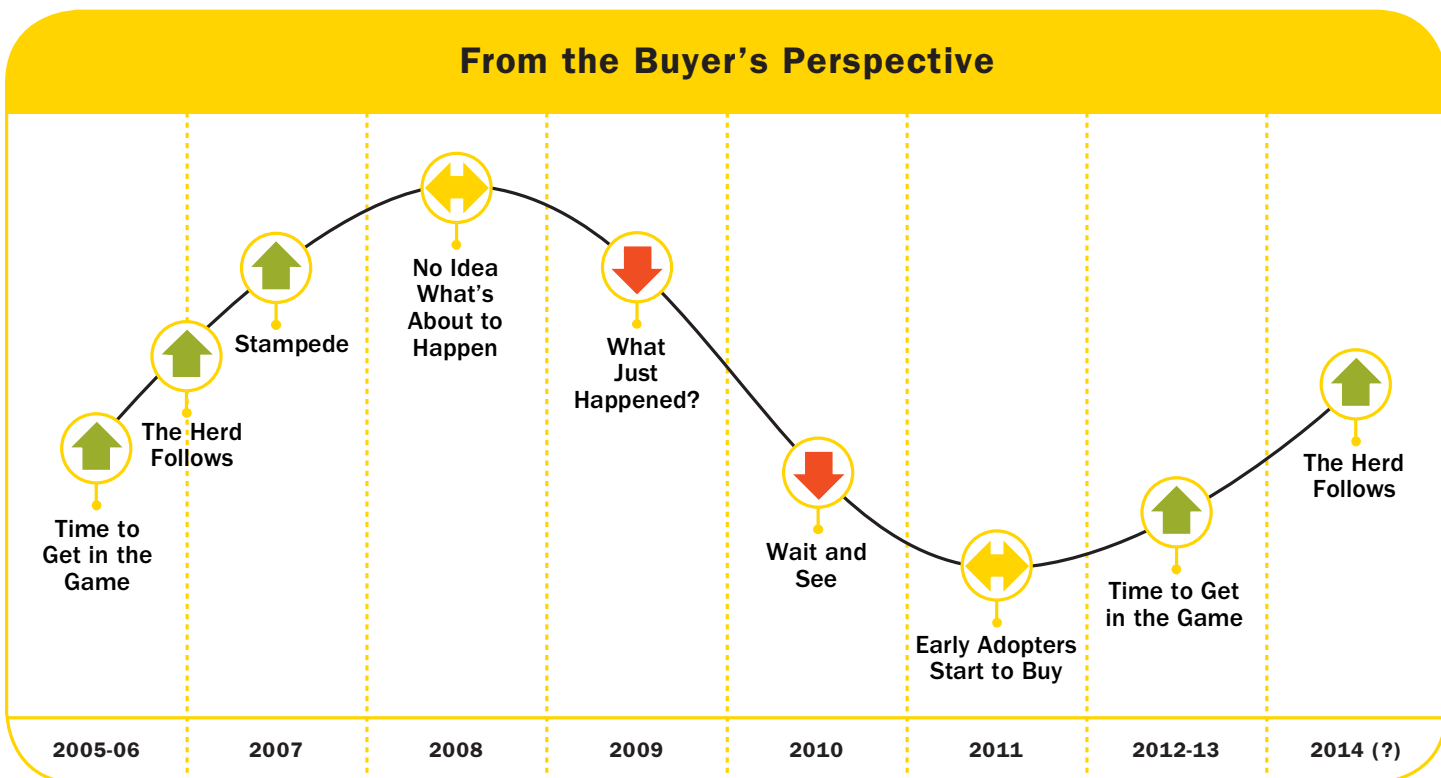 From the Buyer’s Perspective
Time to
Get in the
Game
The Herd
Follows
Stampede
No Idea
What’s
About to
Happen
What
Just
Happened?
Wait and
See
Early Adopters
Start to Buy
Time to Get
in the Game
The Herd
Follows
2005-06
2007
2008
2009
2010
2011
2012-13
2014 (?)